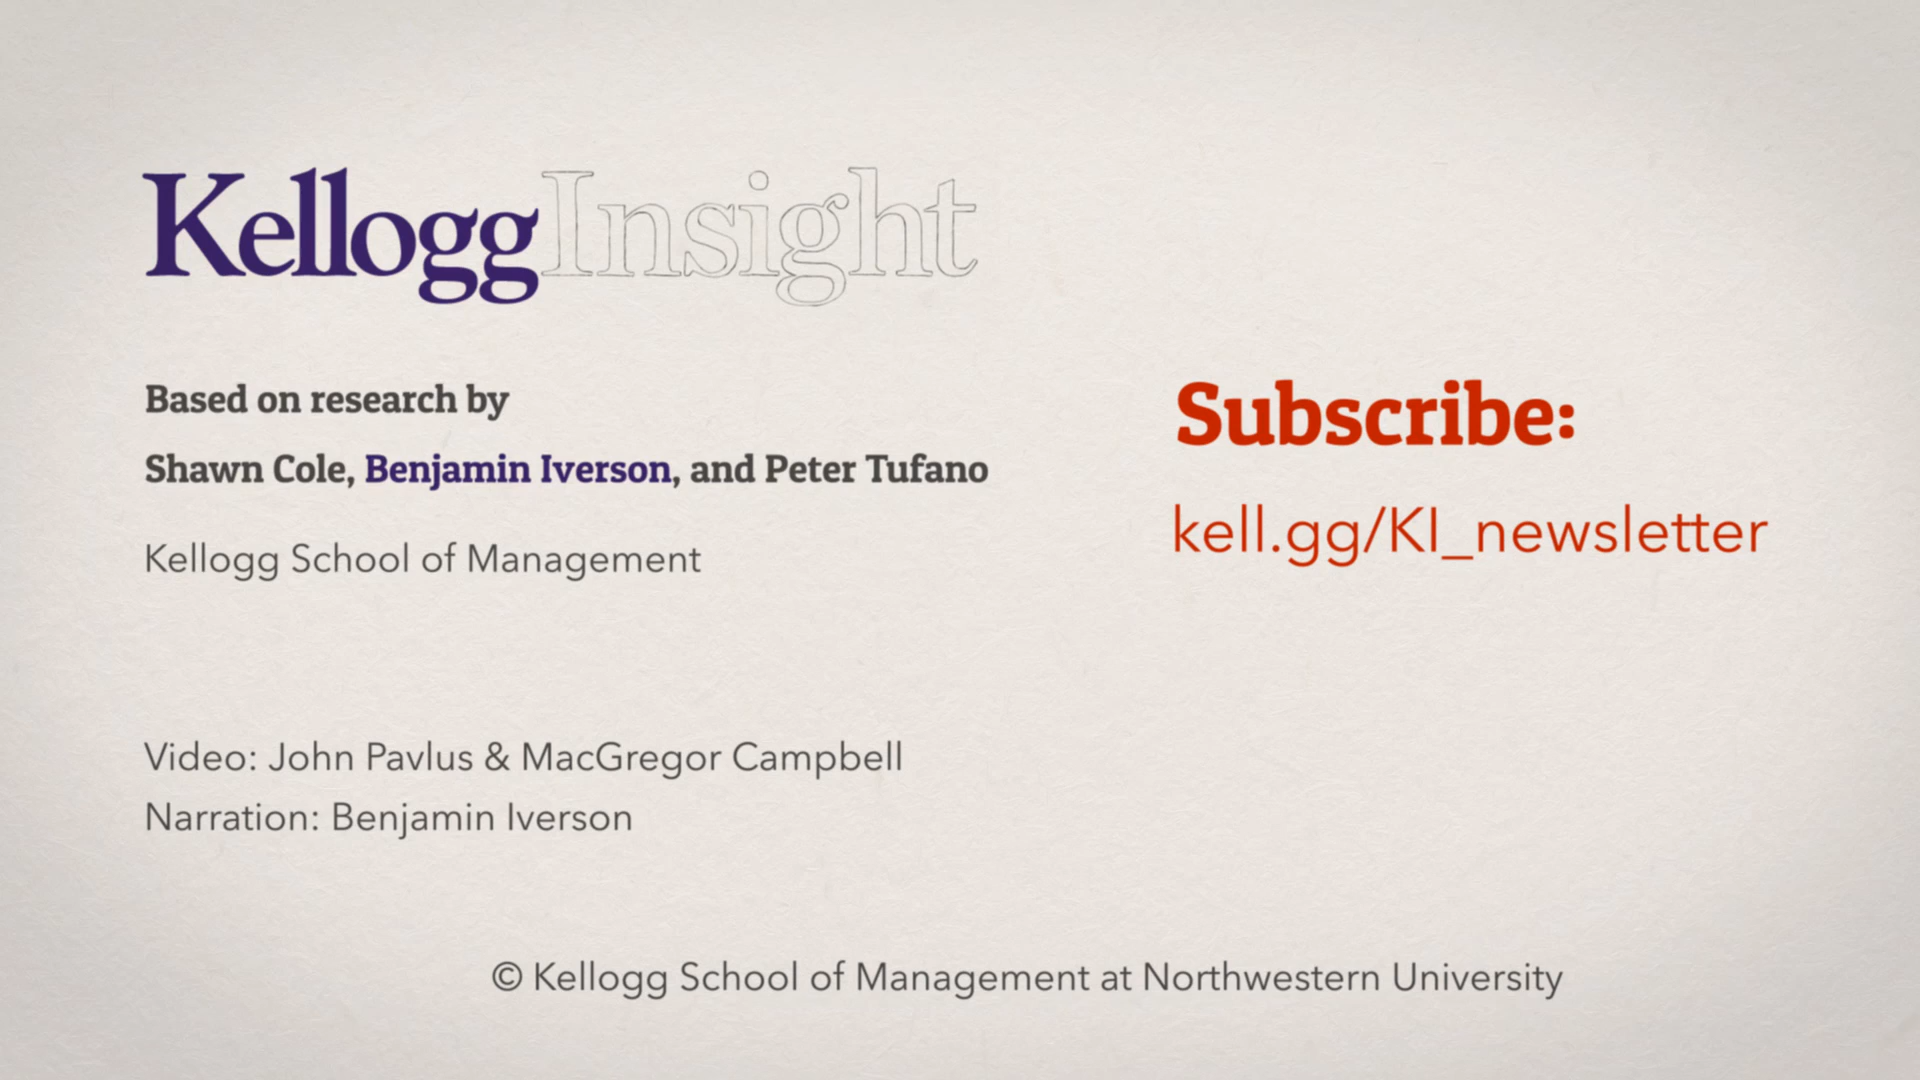 KelloggInsight
Based on research by
Shawn Cole, Benjamin Iverson, and Peter Tufano
Kellogg School of Management
Subscribe:
kell.gg/KI_newsletter
Video: John Pavlus & MacGregor Campbell
Narration: Benjamin Iverson
© Kellogg School of Management at Northwestern University